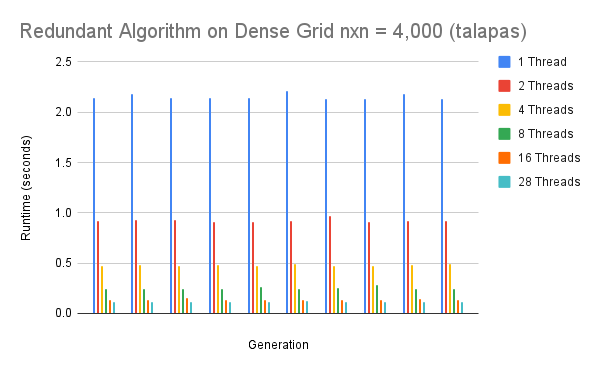 Redundant Algorithm on Dense Grid nxn = 4,000 (talapas)
2.5
2.0
1.5
1.0
0.5
0.0
Runtime (seconds)
Generation
1 Thread
2 Threads
4 Threads
8 Threads
16 Threads
28 Threads